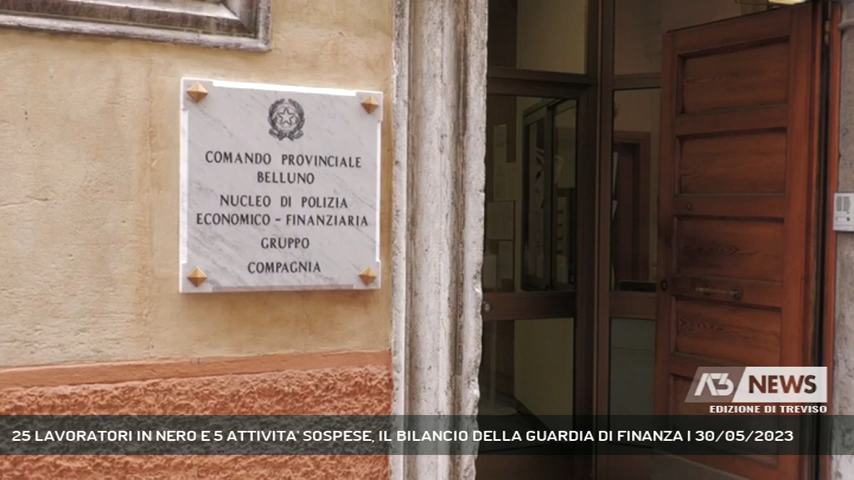 COMANDO PROVINCIALE
BELLUNO
NUCLEO DI POLIZIA
ECONOMICO - FINANZIARIA
GRUPPO
COMPAGNIA
A3 NEWS
EDIZIONE DI TREVISO
25 LAVORATORI IN NERO E 5 ATTIVITA' SOSPESE, IL BILANCIO DELLA GUARDIA DI FINANZA | 30/05/2023